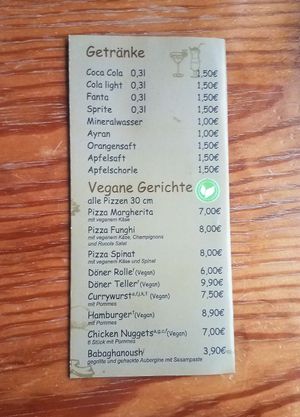 Getränke
Coca Cola 0,3l 1,50€
Cola light 0,3l 1,50€
Fanta 0,3l 1,50€
Sprite 0,3l 1,50€
Mineralwasser 1,00€
Ayran 1,00€
Orangensaft 1,50€
Apfelsaft 1,50€
Apfelschorle 1,50€
Vegane Gerichte
alle Pizzen 30 cm
Pizza Margherita 7,00€
mit veganem Käse
Pizza Funghi 8,00€
mit veganem Käse, Champignons
und Rucola Salat
Pizza Spinat 8,00€
mit veganem Käse und Spinat
Döner Rolle (Vegan) 6,00€
Döner Teller (Vegan) 9,90€
Currywurst (Vegan) 7,50€
mit Pommes
Hamburger (Vegan) 8,90€
mit Pommes
Chicken Nuggets (Vegan) 7,00€
6 Stück mit Pommes
Babaghanoush 3,90€
gegrillte und gehackte Aubergine mit Sesampaste